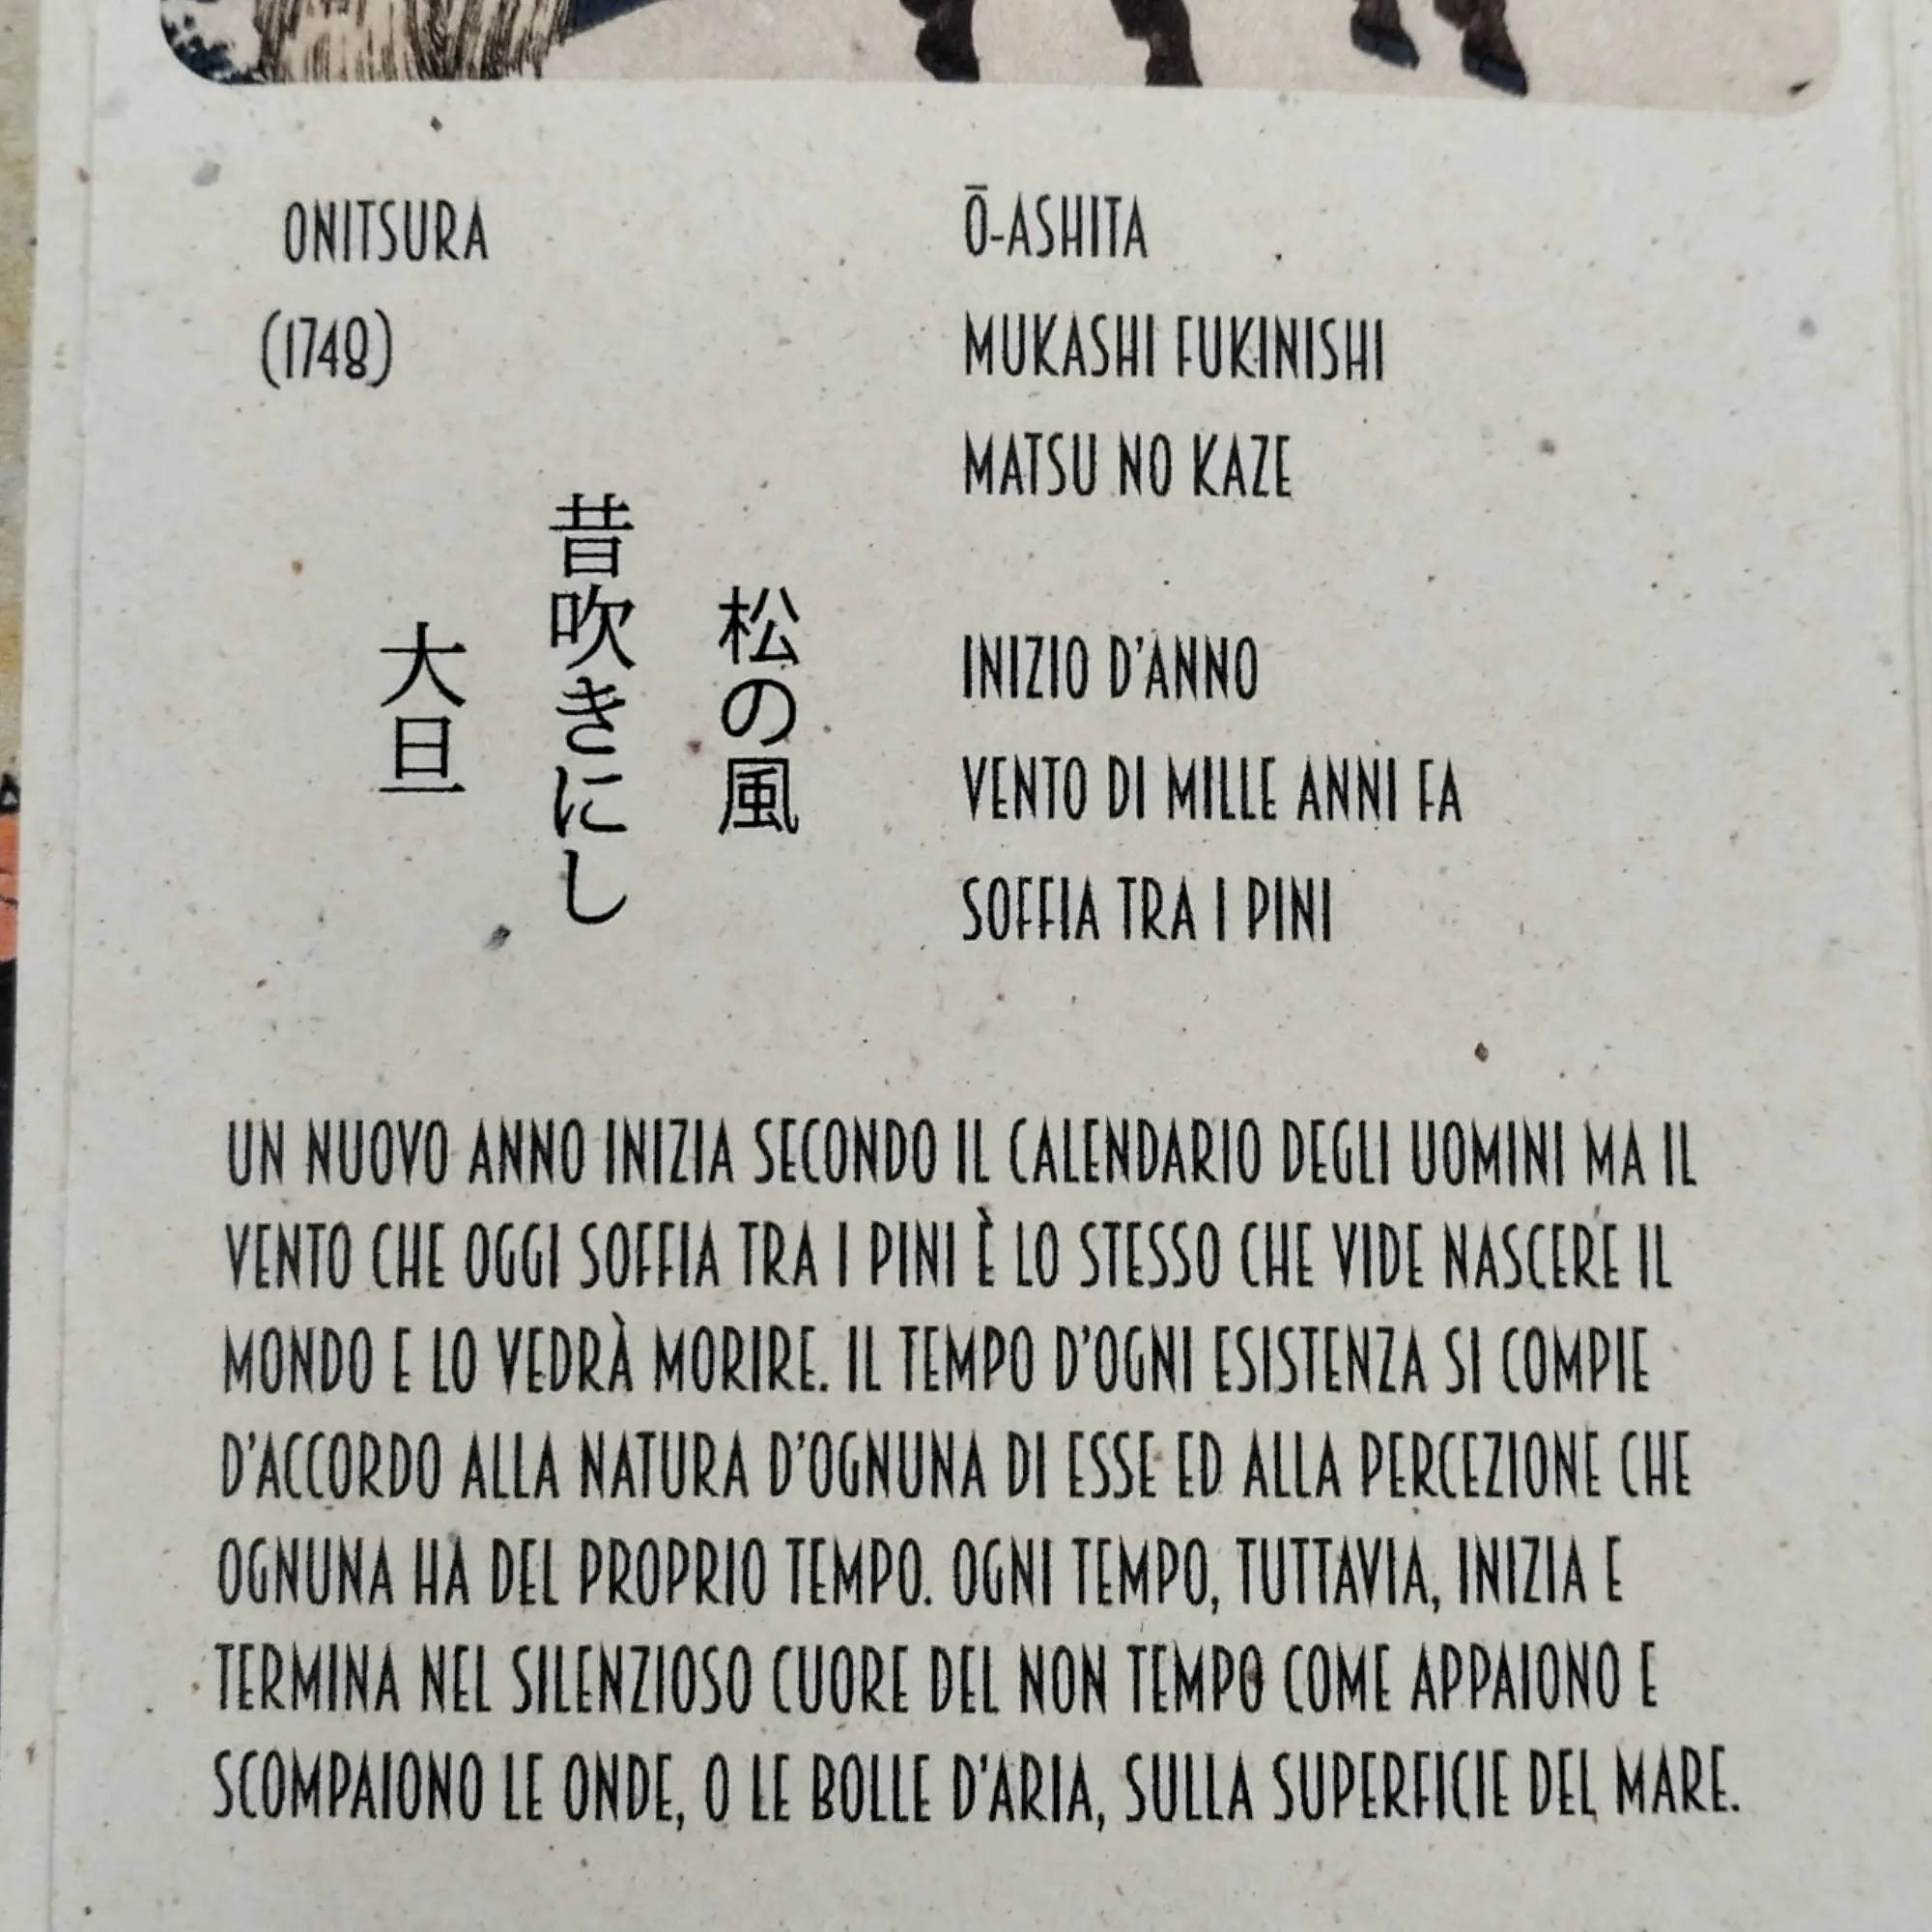 ONITSURA
(1748)
大旦
昔吹きにし
松の風
Ō-ASHITA
MUKASHI FUKINISHI
MATSU NO KAZE
INIZIO D'ANNO
VENTO DI MILLE ANNI FA
SOFFIA TRA I PINI
UN NUOVO ANNO INIZIA SECONDO IL CALENDARIO DEGLI UOMINI MA IL
VENTO CHE OGGI SOFFIA TRA I PINI È LO STESSO CHE VIDE NASCERE IL
MONDO E LO VEDRÀ MORIRE. IL TEMPO D'OGNI ESISTENZA SI COMPIE
D'ACCORDO ALLA NATURA D'OGNUNA DI ESSE ED ALLA PERCEZIONE CHE
OGNUNA HA DEL PROPRIO TEMPO. OGNI TEMPO, TUTTAVIA, INIZIA E
TERMINA NEL SILENZIOSO CUORE DEL NON TEMPO COME APPAIONO E
SCOMPAIONO LE ONDE, O LE BOLLE D'ARIA, SULLA SUPERFICIE DEL MARE.